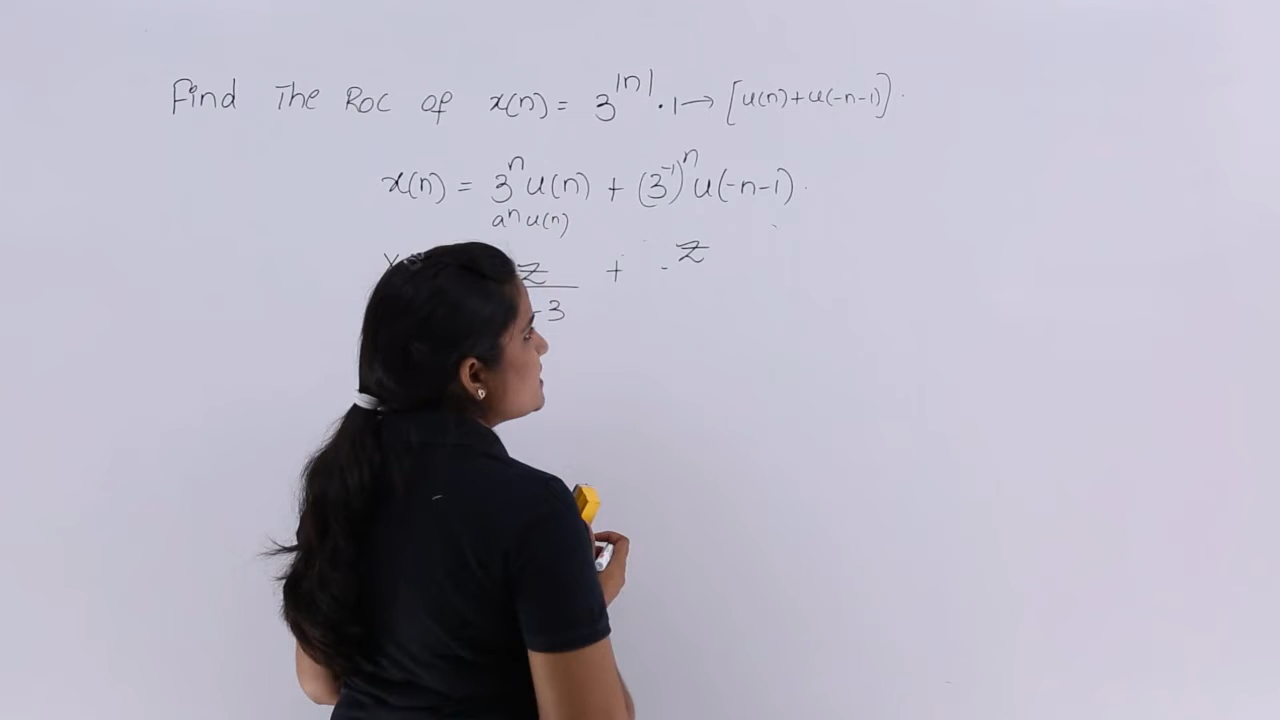 Find The ROC of x(n) = 3^|n| · 1 → [u(n)+u(-n-1)].
x(n) = 3^n u(n) + (3^-1)^n u(-n-1).
a^n u(n)
z + - z
-3